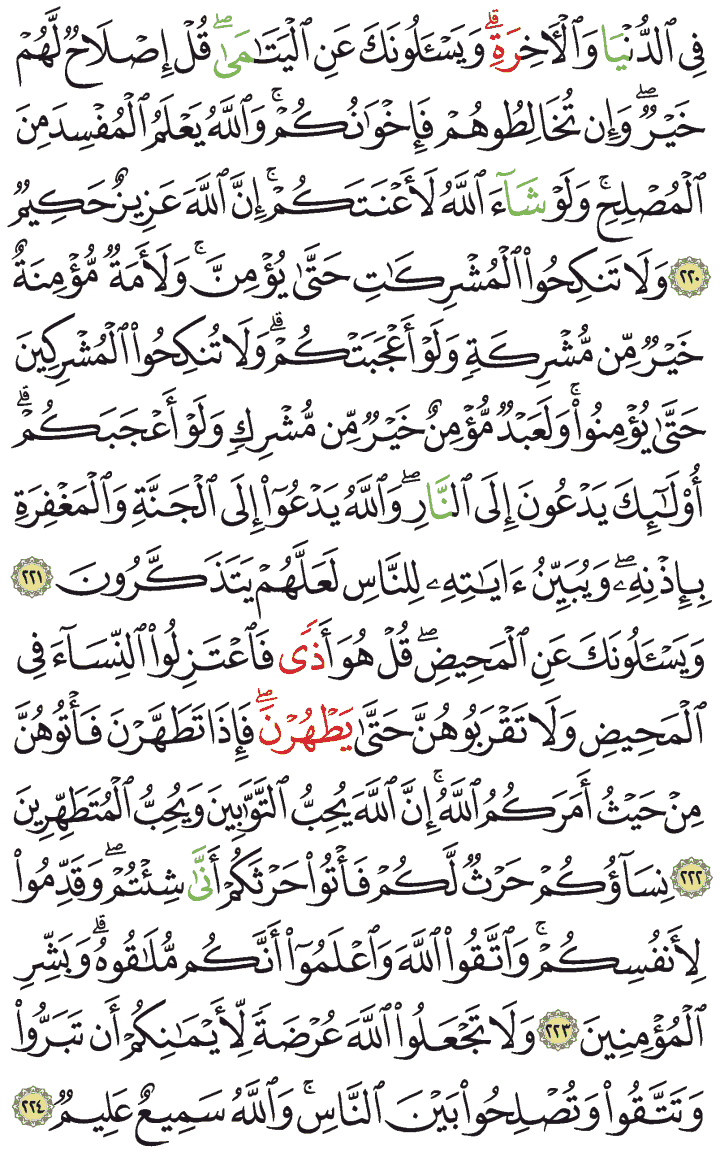 فِي ٱلدُّنۡيَا وَٱلۡأٓخِرَةِۗ وَيَسۡـَٔلُونَكَ عَنِ ٱلۡيَتَٰمَىٰۖ قُلۡ إِصۡلَاحٞ لَّهُمۡ
خَيۡرٞۖ وَإِن تُخَالِطُوهُمۡ فَإِخۡوَٰنُكُمۡۚ وَٱللَّهُ يَعۡلَمُ ٱلۡمُفۡسِدَ مِنَ
ٱلۡمُصۡلِحِۚ وَلَوۡ شَآءَ ٱللَّهُ لَأَعۡنَتَكُمۡۚ إِنَّ ٱللَّهَ عَزِيزٌ حَكِيمٞ
٢٢٠ وَلَا تَنكِحُواْ ٱلۡمُشۡرِكَٰتِ حَتَّىٰ يُؤۡمِنَّۚ وَلَأَمَةٞ مُّؤۡمِنَةٌ
خَيۡرٞ مِّن مُّشۡرِكَةٖ وَلَوۡ أَعۡجَبَتۡكُمۡۗ وَلَا تُنكِحُواْ ٱلۡمُشۡرِكِينَ
حَتَّىٰ يُؤۡمِنُواْۚ وَلَعَبۡدٞ مُّؤۡمِنٌ خَيۡرٞ مِّن مُّشۡرِكٖ وَلَوۡ أَعۡجَبَكُمۡۗ
أُوْلَٰٓئِكَ يَدۡعُونَ إِلَى ٱلنَّارِۖ وَٱللَّهُ يَدۡعُوٓاْ إِلَى ٱلۡجَنَّةِ وَٱلۡمَغۡفِرَةِ
بِإِذۡنِهِۦۖ وَيُبَيِّنُ ءَايَٰتِهِۦ لِلنَّاسِ لَعَلَّهُمۡ يَتَذَكَّرُونَ ٢٢١
وَيَسۡـَٔلُونَكَ عَنِ ٱلۡمَحِيضِۖ قُلۡ هُوَ أَذٗى فَٱعۡتَزِلُواْ ٱلنِّسَآءَ فِي
ٱلۡمَحِيضِ وَلَا تَقۡرَبُوهُنَّ حَتَّىٰ يَطۡهُرۡنَۖ فَإِذَا تَطَهَّرۡنَ فَأۡتُوهُنَّ
مِنۡ حَيۡثُ أَمَرَكُمُ ٱللَّهُۚ إِنَّ ٱللَّهَ يُحِبُّ ٱلتَّوَّٰبِينَ وَيُحِبُّ ٱلۡمُتَطَهِّرِينَ
٢٢٢ نِسَآؤُكُمۡ حَرۡثٞ لَّكُمۡ فَأۡتُواْ حَرۡثَكُمۡ أَنَّىٰ شِئۡتُمۡۖ وَقَدِّمُواْ
لِأَنفُسِكُمۡۚ وَٱتَّقُواْ ٱللَّهَ وَٱعۡلَمُوٓاْ أَنَّكُم مُّلَٰقُوهُۗ وَبَشِّرِ
ٱلۡمُؤۡمِنِينَ ٢٢٣ وَلَا تَجۡعَلُواْ ٱللَّهَ عُرۡضَةٗ لِّأَيۡمَٰنِكُمۡ أَن تَبَرُّواْ
وَتَتَّقُواْ وَتُصۡلِحُواْ بَيۡنَ ٱلنَّاسِۚ وَٱللَّهُ سَمِيعٌ عَلِيمٞ ٢٢٤